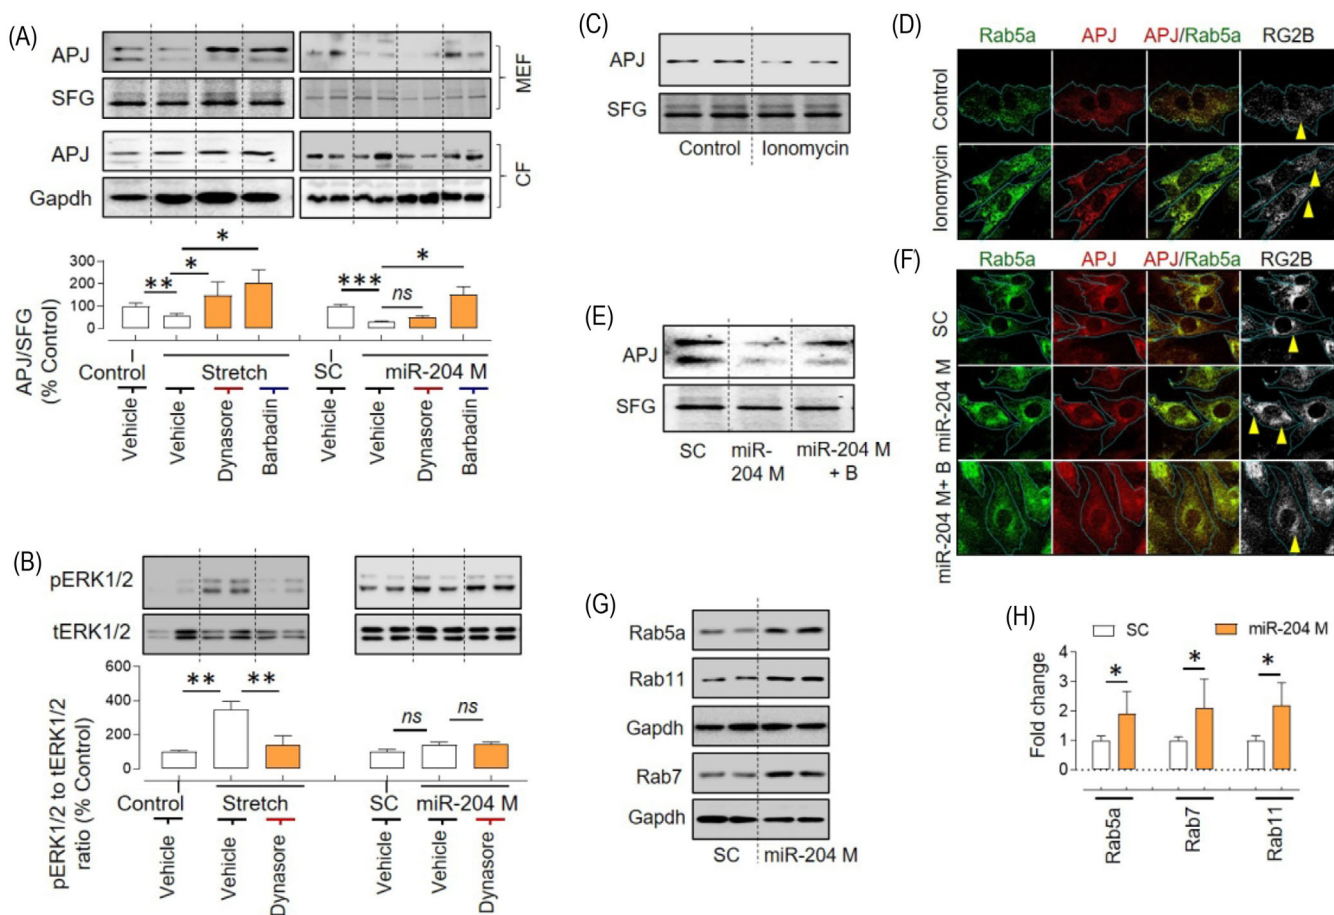 (A)
APJ
SFG
MEF
APJ
Gapdh
CF
APJ/SFG
(% Control)
300
200
100
0
**
*
*
***
ns
*
Control
Stretch
SC
miR-204 M
Vehicle
Vehicle
Dynasore
Barbadin
Vehicle
Vehicle
Dynasore
Barbadin
(B)
pERK1/2
tERK1/2
pERK1/2 to tERK1/2
ratio (% Control)
600
400
200
0
**
**
ns
ns
Control
Stretch
SC
miR-204 M
Vehicle
Vehicle
Dynasore
Vehicle
Vehicle
Dynasore
(C)
APJ
SFG
Control
Ionomycin
(D)
Rab5a
APJ
APJ/Rab5a
RG2B
Control
Ionomycin
(E)
APJ
SFG
SC
miR-
204 M
miR-204 M
+ B
(F)
Rab5a
APJ
APJ/Rab5a
RG2B
SC
miR-204 M
miR-204 M+ B
(G)
Rab5a
Rab11
Gapdh
Rab7
Gapdh
SC
miR-204 M
(H)
SC
miR-204 M
Fold change
4
3
2
1
0
*
*
*
Rab5a
Rab7
Rab11